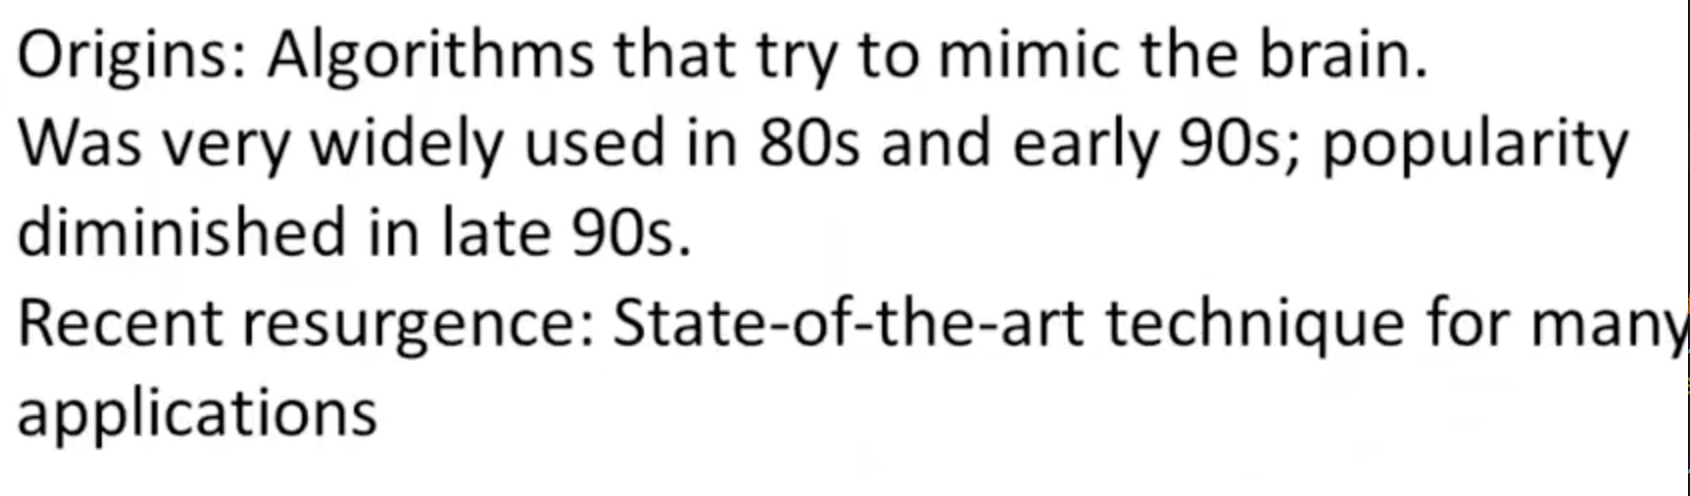 Origins: Algorithms that try to mimic the brain.
Was very widely used in 80s and early 90s; popularity
diminished in late 90s.
Recent resurgence: State-of-the-art technique for many
applications